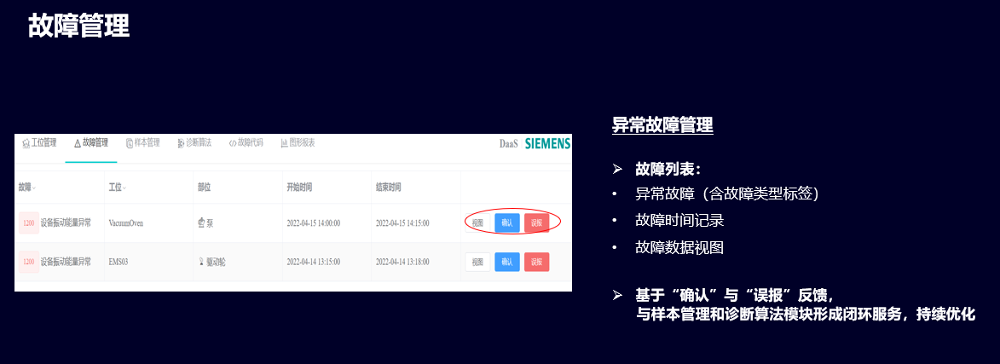 故障管理
工位管理 故障管理 样本管理 诊断算法 故障代码 图形报表 DaaS SIEMENS
故障 工位 部位 开始时间 结束时间
1200 设备振动能量异常 VacuumOven 泵 2022-04-15 14:00:00 2022-04-15 14:15:00 视图 确认 误报
1200 设备振动能量异常 EMS03 驱动轮 2022-04-14 13:15:00 2022-04-14 13:18:00 视图 确认 误报
异常故障管理
➢ 故障列表：
• 异常故障（含故障类型标签）
• 故障时间记录
• 故障数据视图
➢ 基于“确认”与“误报”反馈，
与样本管理和诊断算法模块形成闭环服务，持续优化